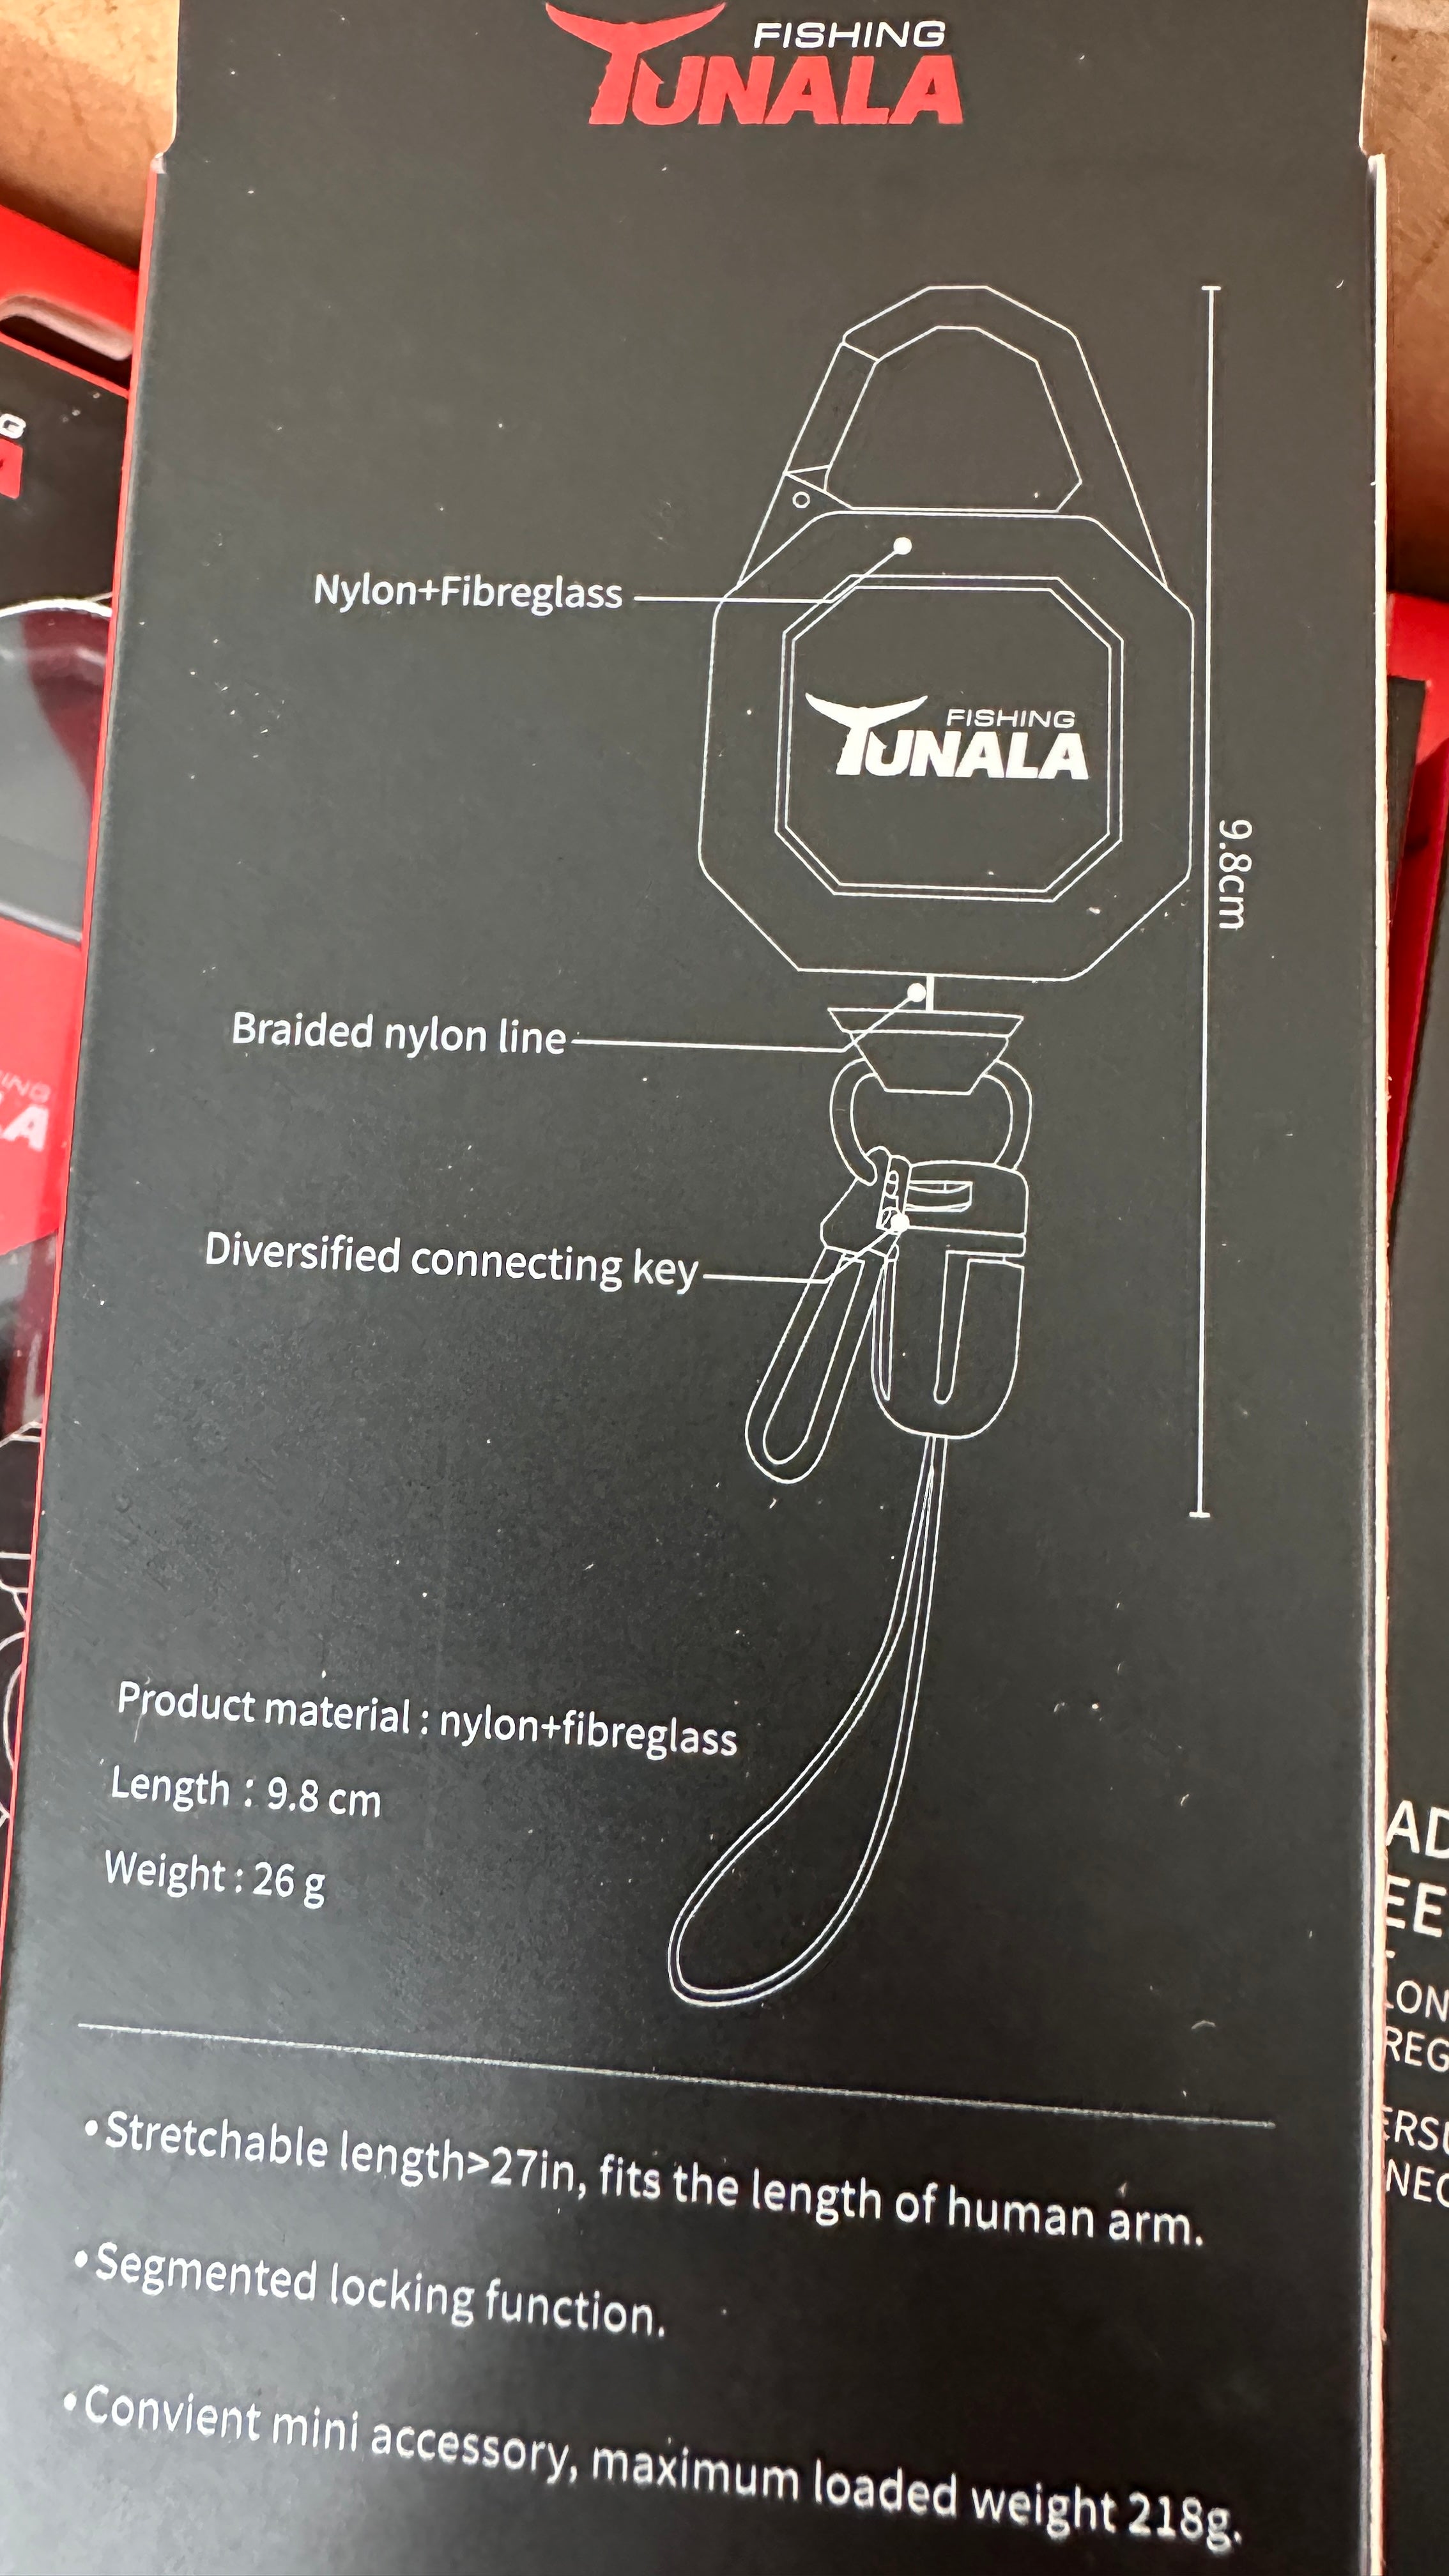 FISHING
TUNALA
Nylon+Fibreglass
FISHING
TUNALA
9.8cm
Braided nylon line
Diversified connecting key
Product material : nylon+fibreglass
Length : 9.8 cm
Weight : 26 g
•Stretchable length>27in, fits the length of human arm.
•Segmented locking function.
•Convient mini accessory, maximum loaded weight 218g.